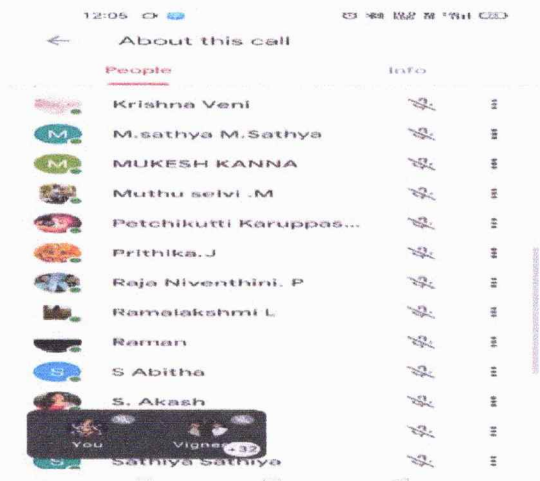 12:05
About this call
People Info
Krishna Veni
M M.sathya M.Sathya
M MUKESH KANNA
Muthu selvi .M
Petchikutti Karuppas...
Prithika.J
Raja Niventhini. P
Ramalakshmi L
Raman
S S Abitha
S. Akash
You Vignes
+32
S Sathiya Sathiya